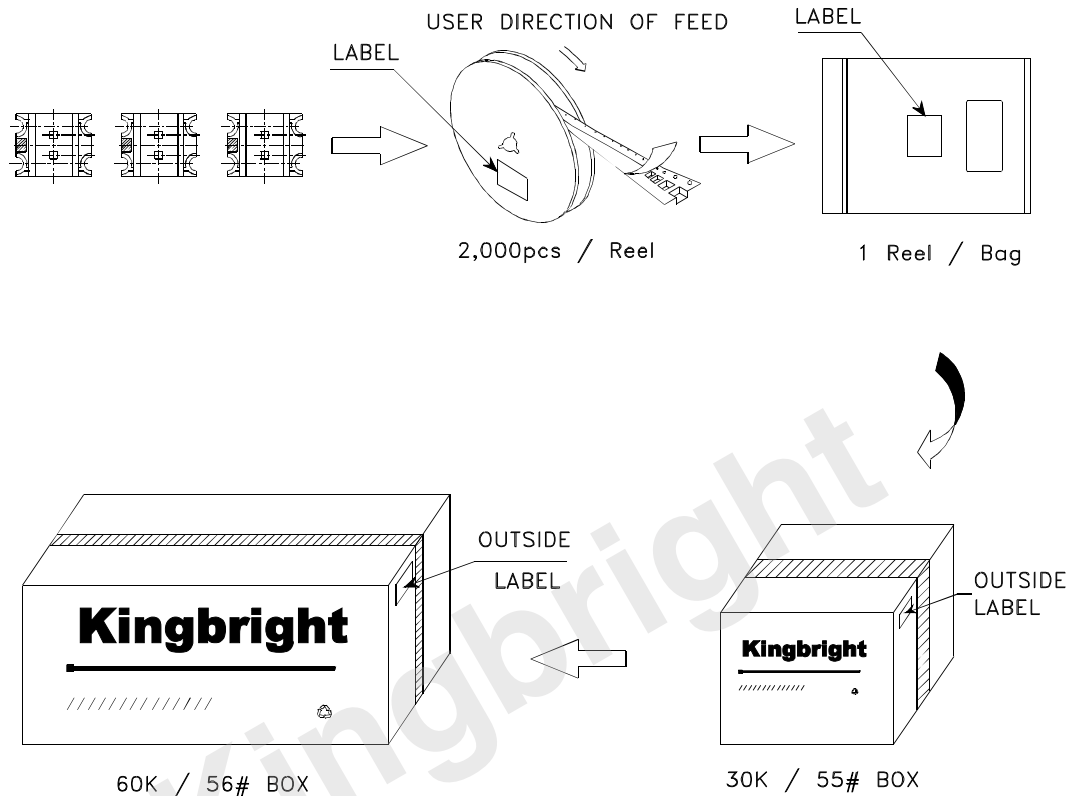 USER DIRECTION OF FEED
LABEL
LABEL
2,000pcs / Reel
1 Reel / Bag
OUTSIDE
LABEL
Kingbright
60K / 56# BOX
OUTSIDE
LABEL
Kingbright
30K / 55# BOX
Kingbright